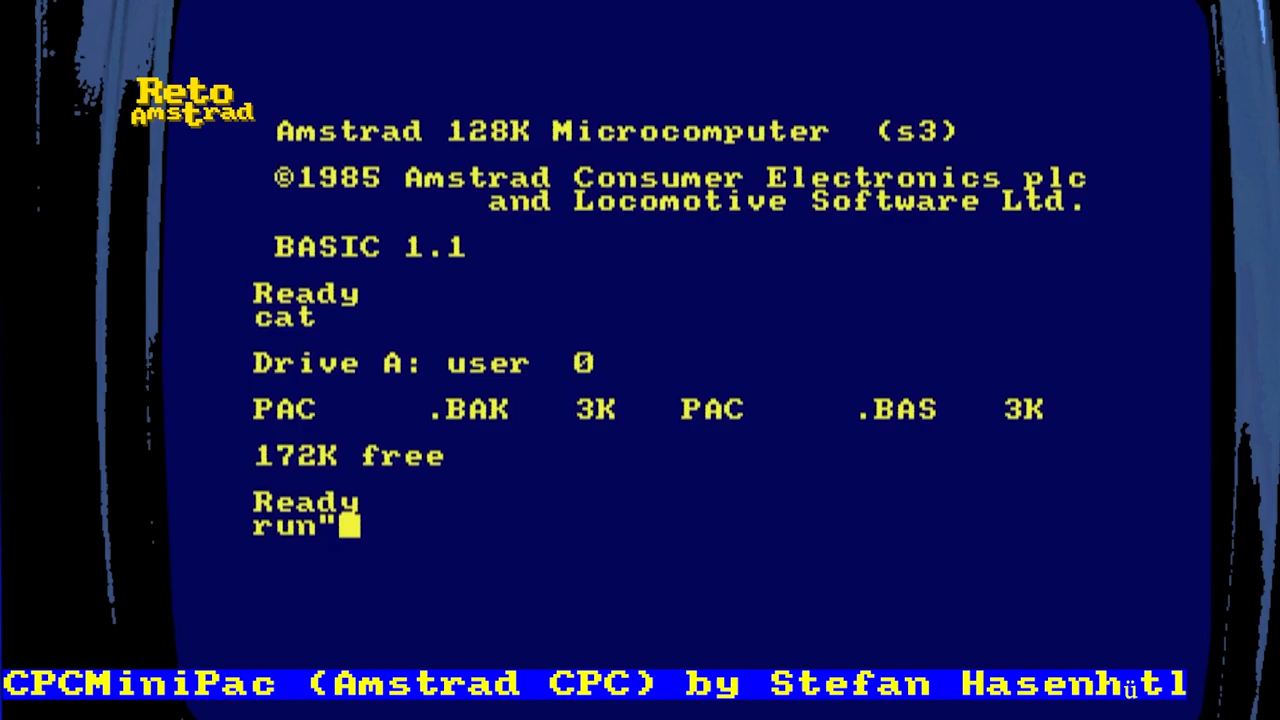 Reto
Amstrad
Amstrad 128K Microcomputer (s3)
©1985 Amstrad Consumer Electronics plc
and Locomotive Software Ltd.
BASIC 1.1
Ready
cat
Drive A: user 0
PAC .BAK 3K PAC .BAS 3K
172K free
Ready
run"
CPCMiniPac (Amstrad CPC) by Stefan Hasenhütl